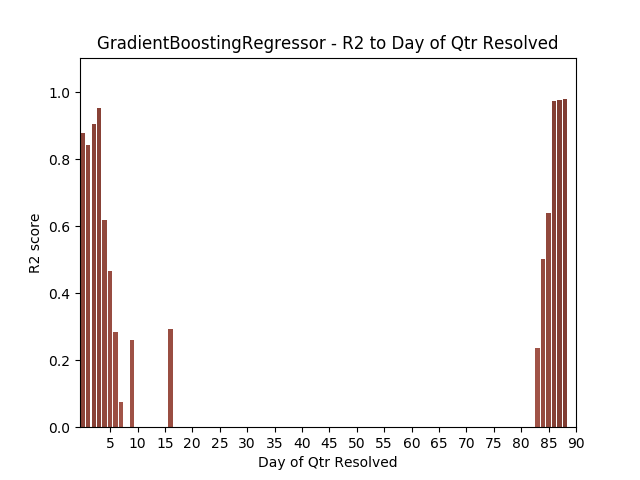 GradientBoostingRegressor - R2 to Day of Qtr Resolved
1.0
0.8
0.6
0.4
0.2
0.0
R2 score
5 10 15 20 25 30 35 40 45 50 55 60 65 70 75 80 85 90
Day of Qtr Resolved